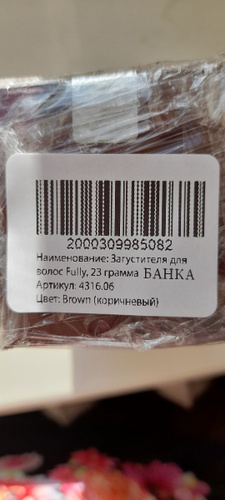 2000309985082
Наименование: Загустителя для
волос Fully, 23 грамма БАНКА
Артикул: 4316.06
Цвет: Brown (коричневый)